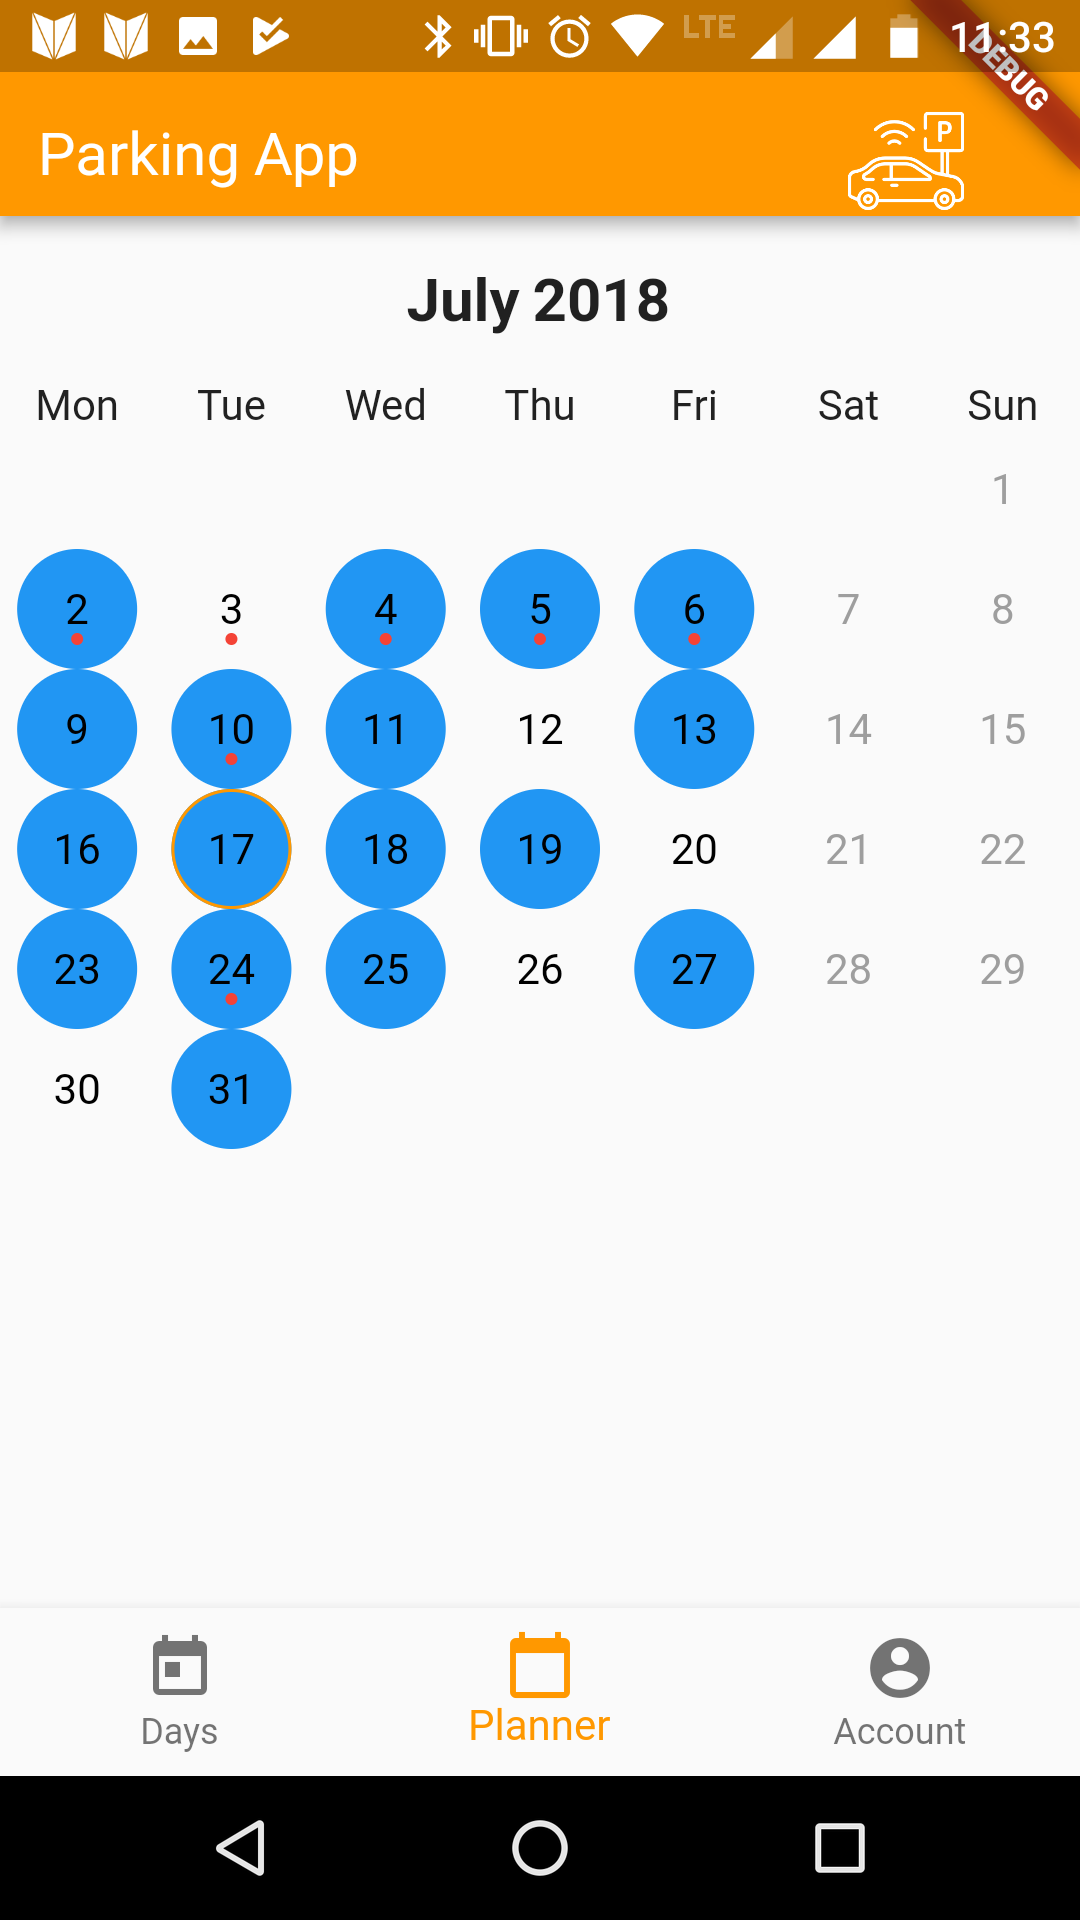 LTE 11:33
DEBUG
Parking App
P
July 2018
Mon Tue Wed Thu Fri Sat Sun
1
2 3 4 5 6 7 8
9 10 11 12 13 14 15
16 17 18 19 20 21 22
23 24 25 26 27 28 29
30 31
Days Planner Account